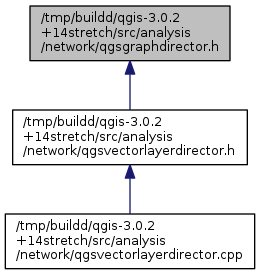 /tmp/buildd/qgis-3.0.2
+14stretch/src/analysis
/network/qgsgraphdirector.h
/tmp/buildd/qgis-3.0.2
+14stretch/src/analysis
/network/qgsvectorlayerdirector.h
/tmp/buildd/qgis-3.0.2
+14stretch/src/analysis
/network/qgsvectorlayerdirector.cpp